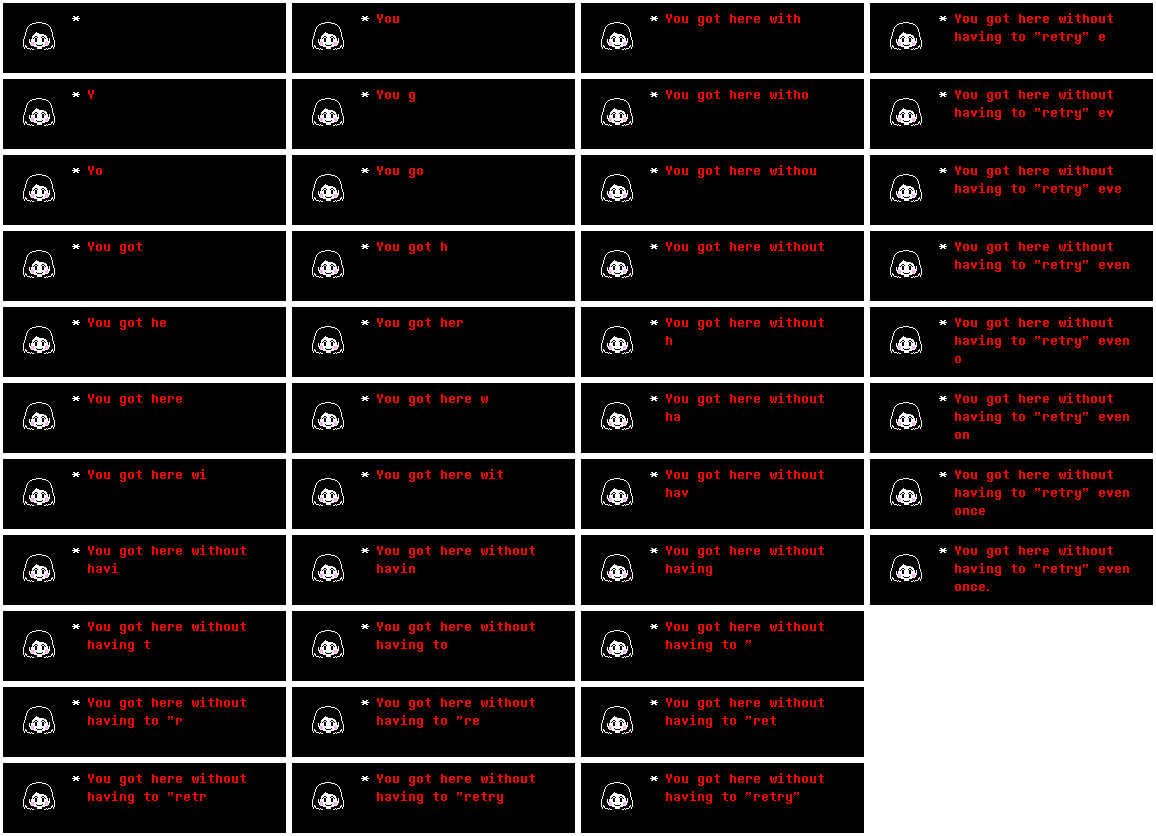 *
* You
* You got here with
* You got here without
having to "retry" e
* Y
* You g
* You got here witho
* You got here without
having to "retry" ev
* Yo
* You go
* You got here withou
* You got here without
having to "retry" eve
* You got
* You got h
* You got here without
* You got here without
having to "retry" even
* You got he
* You got her
* You got here without
h
* You got here without
having to "retry" even
o
* You got here
* You got here w
* You got here without
ha
* You got here without
having to "retry" even
on
* You got here wi
* You got here wit
* You got here without
hav
* You got here without
having to "retry" even
once
* You got here without
havi
* You got here without
havin
* You got here without
having
* You got here without
having to "retry" even
once.
* You got here without
having t
* You got here without
having to
* You got here without
having to "
* You got here without
having to "r
* You got here without
having to "re
* You got here without
having to "ret
* You got here without
having to "retr
* You got here without
having to "retry
* You got here without
having to "retry"